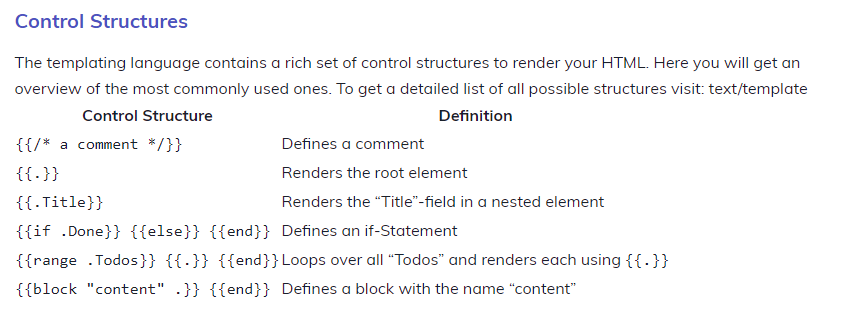 Control Structures
The templating language contains a rich set of control structures to render your HTML. Here you will get an
overview of the most commonly used ones. To get a detailed list of all possible structures visit: text/template
Control Structure Definition
{{/* a comment */}} Defines a comment
{{.}} Renders the root element
{{.Title}} Renders the “Title”-field in a nested element
{{if .Done}} {{else}} {{end}} Defines an if-Statement
{{range .Todos}} {{.}} {{end}} Loops over all “Todos” and renders each using {{.}}
{{block "content" .}} {{end}} Defines a block with the name “content”